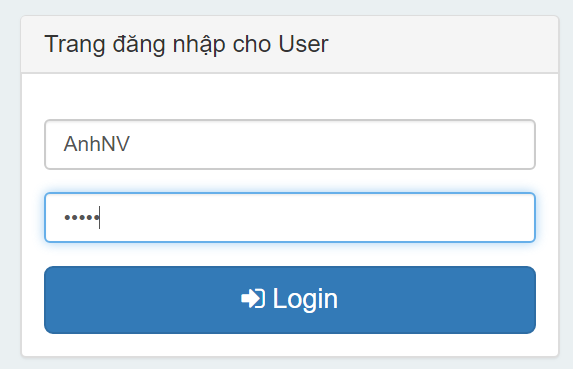 Trang đăng nhập cho User
AnhNV
•••••
Login